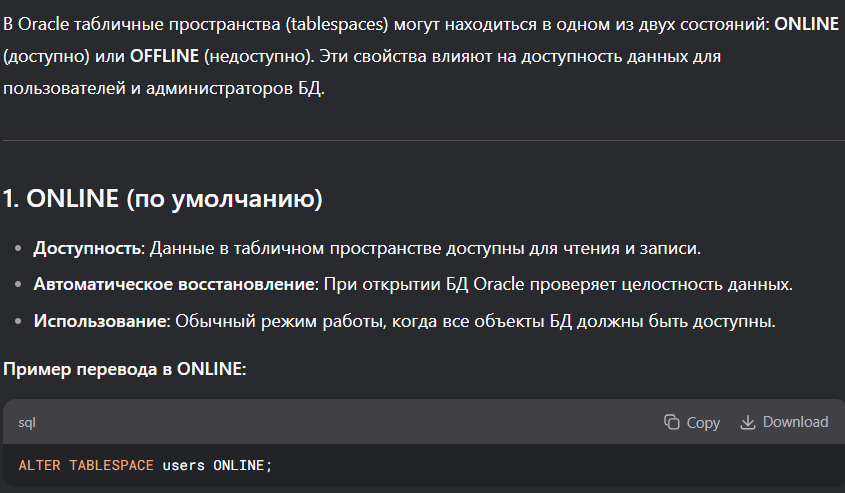 В Oracle табличные пространства (tablespaces) могут находиться в одном из двух состояний: ONLINE
(доступно) или OFFLINE (недоступно). Эти свойства влияют на доступность данных для
пользователей и администраторов БД.
1. ONLINE (по умолчанию)
• Доступность: Данные в табличном пространстве доступны для чтения и записи.
• Автоматическое восстановление: При открытии БД Oracle проверяет целостность данных.
• Использование: Обычный режим работы, когда все объекты БД должны быть доступны.
Пример перевода в ONLINE:
sql Copy Download
ALTER TABLESPACE users ONLINE;